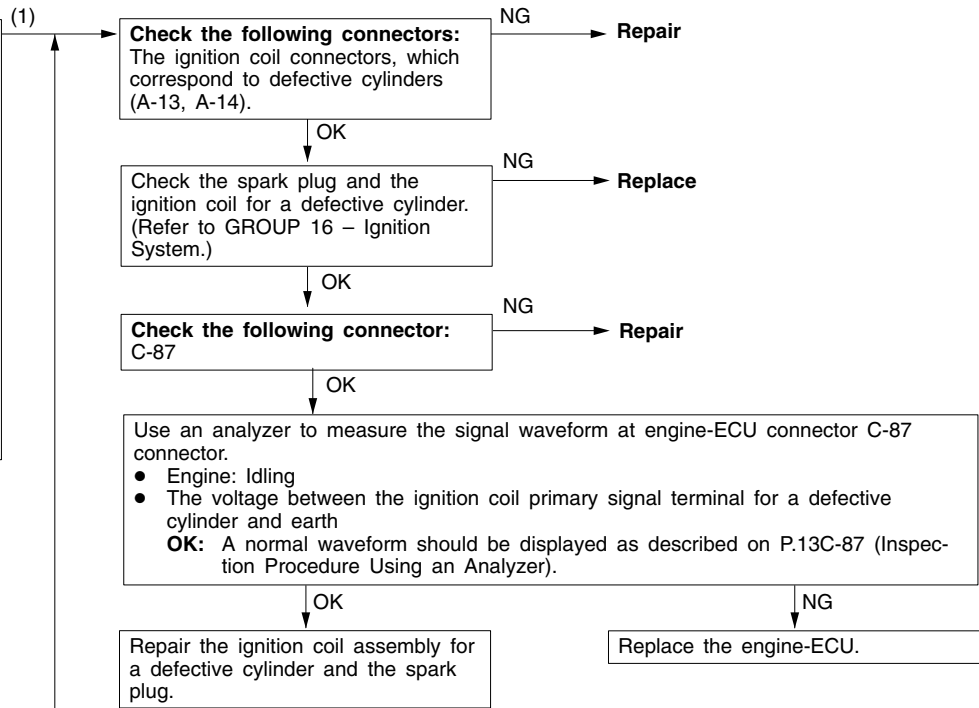 (1)
Check the following connectors:
The ignition coil connectors, which
correspond to defective cylinders
(A-13, A-14).
NG
Repair
OK
Check the spark plug and the
ignition coil for a defective cylinder.
(Refer to GROUP 16 – Ignition
System.)
NG
Replace
OK
Check the following connector:
C-87
NG
Repair
OK
Use an analyzer to measure the signal waveform at engine-ECU connector C-87
connector.
● Engine: Idling
● The voltage between the ignition coil primary signal terminal for a defective
cylinder and earth
OK: A normal waveform should be displayed as described on P.13C-87 (Inspec-
tion Procedure Using an Analyzer).
OK
NG
Repair the ignition coil assembly for
a defective cylinder and the spark
plug.
Replace the engine-ECU.